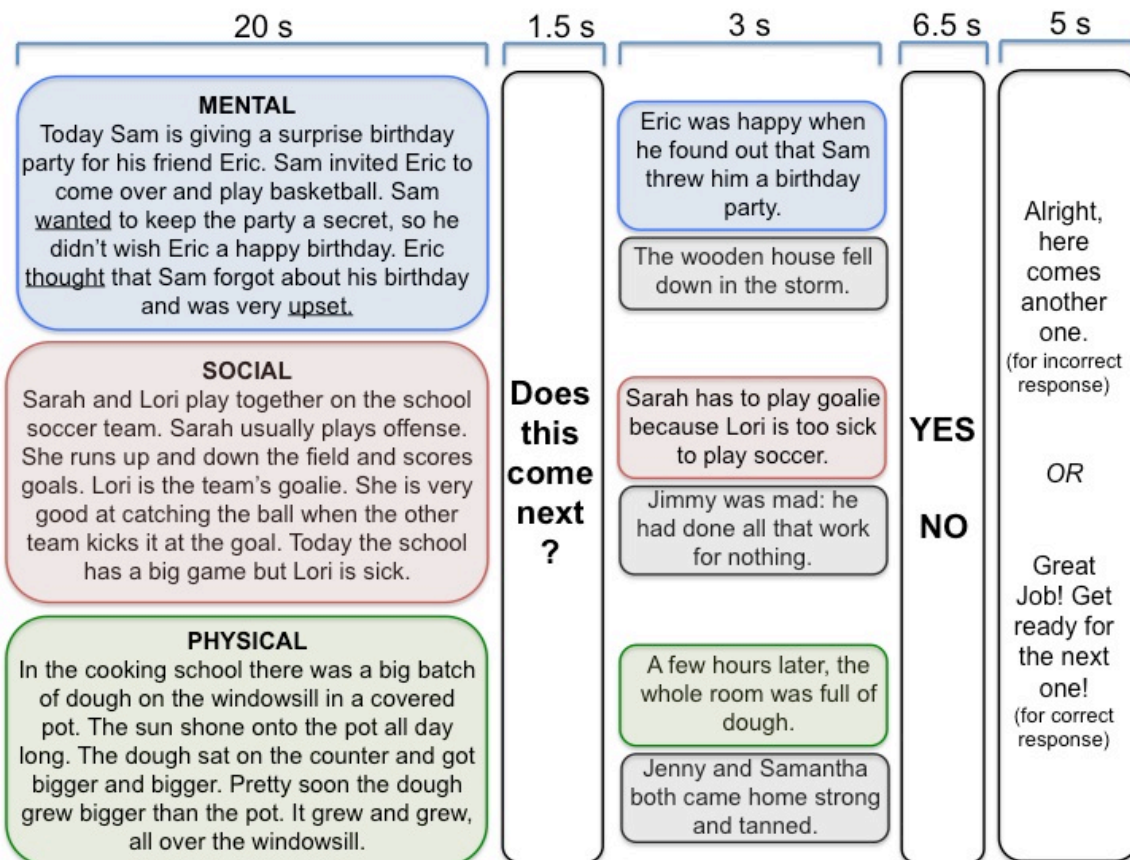 20 s
1.5 s
3 s
6.5 s
5 s
MENTAL
Today Sam is giving a surprise birthday
party for his friend Eric. Sam invited Eric to
come over and play basketball. Sam
wanted to keep the party a secret, so he
didn't wish Eric a happy birthday. Eric
thought that Sam forgot about his birthday
and was very upset.
SOCIAL
Sarah and Lori play together on the school
soccer team. Sarah usually plays offense.
She runs up and down the field and scores
goals. Lori is the team's goalie. She is very
good at catching the ball when the other
team kicks it at the goal. Today the school
has a big game but Lori is sick.
PHYSICAL
In the cooking school there was a big batch
of dough on the windowsill in a covered
pot. The sun shone onto the pot all day
long. The dough sat on the counter and got
bigger and bigger. Pretty soon the dough
grew bigger than the pot. It grew and grew,
all over the windowsill.
Does
this
come
next
?
Eric was happy when
he found out that Sam
threw him a birthday
party.
The wooden house fell
down in the storm.
Sarah has to play goalie
because Lori is too sick
to play soccer.
Jimmy was mad: he
had done all that work
for nothing.
A few hours later, the
whole room was full of
dough.
Jenny and Samantha
both came home strong
and tanned.
YES
NO
Alright,
here
comes
another
one.
(for incorrect
response)
OR
Great
Job! Get
ready for
the next
one!
(for correct
response)